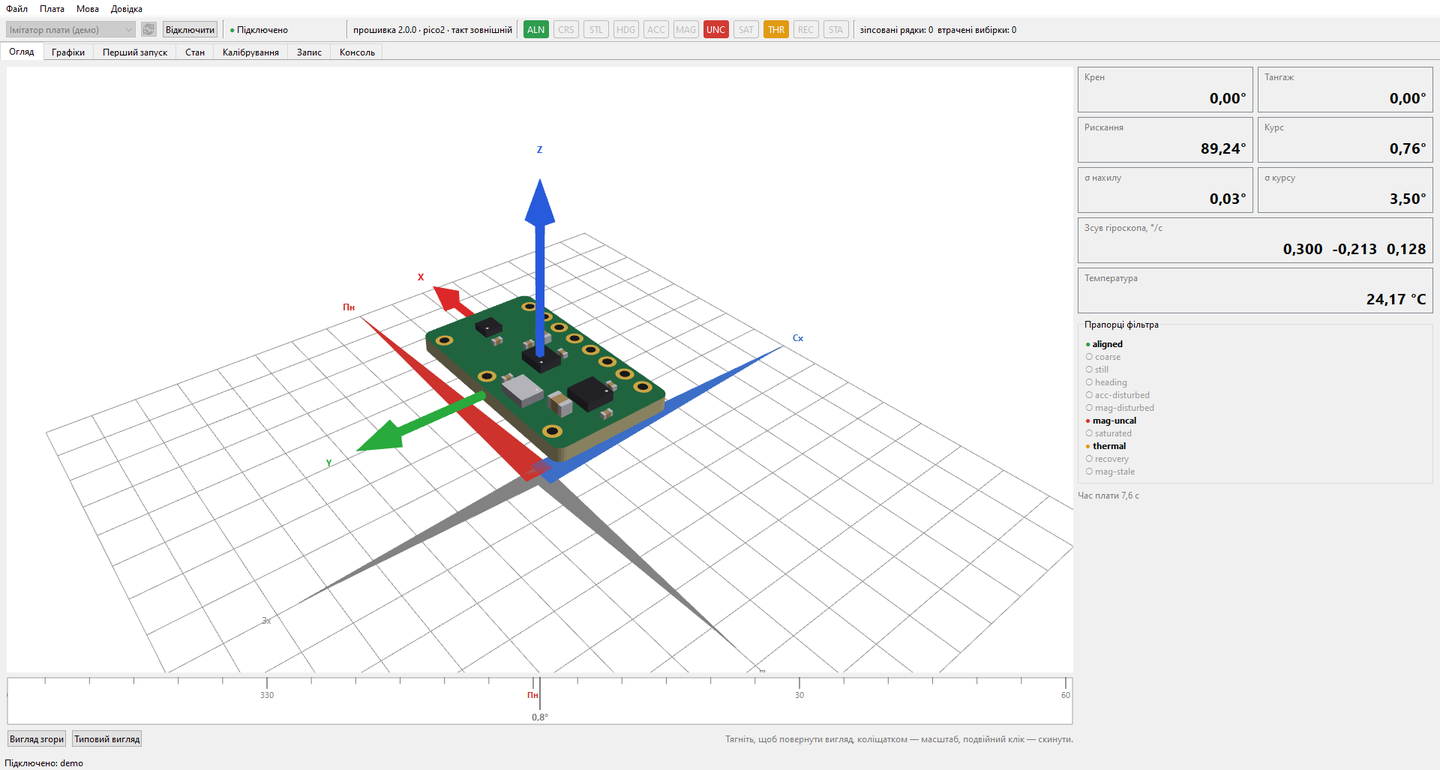 Файл Плата Мова Довідка
Імітатор плати (демо) Відключити ● Підключено прошивка 2.0.0 · pico2 · такт зовнішній ALN CRS STL HDG ACC MAG UNC SAT THR REC STA зіпсовані рядки: 0 втрачені вибірки: 0
Огляд Графіки Перший запуск Стан Калібрування Запис Консоль
Крен Тангаж
0,00° 0,00°
Рискання Курс
89,24° 0,76°
σ нахилу σ курсу
0,03° 3,50°
Зсув гіроскопа, °/с
0,300 -0,213 0,128
Температура
24,17 °C
Прапорці фільтра
aligned
coarse
still
heading
acc-disturbed
mag-disturbed
mag-uncal
saturated
thermal
recovery
mag-stale
Час плати 7,6 с
Z
X
Пн
Сх
Y
Зх
330 Пн 30 60
0.8°
Вигляд згори Типовий вигляд Тягніть, щоб повернути вигляд, коліщатком — масштаб, подвійний клік — скинути.
Підключено: demo